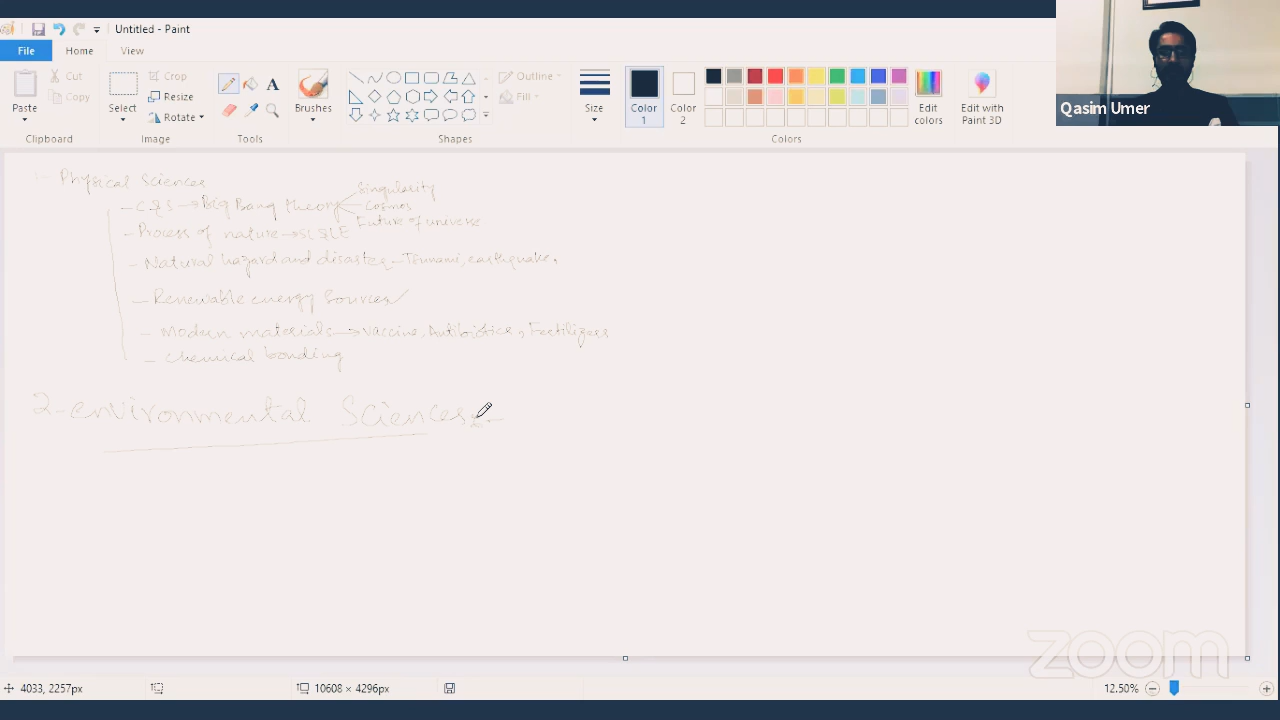 Untitled - Paint
File Home View
Paste Cut Copy Clipboard
Select Crop Resize Rotate Image
Tools
Brushes
Outline Fill Shapes
Size
Color 1
Color 2
Edit colors
Edit with Paint 3D
Colors
Qasim Umer
Physical Sciences
- C & S → Big Bang theory
Singularity
Cosmos
Future of universe
- Process of nature → SE LE
- Natural hazard and disaster - Tsunami, earthquake,
- Renewable energy Sources
- Modern materials → Vaccine, Antibiotics, Fertilizers
- Chemical bonding
2- environmental Sciences:-
zoom
4033, 2257px
10608 × 4296px
12.50%